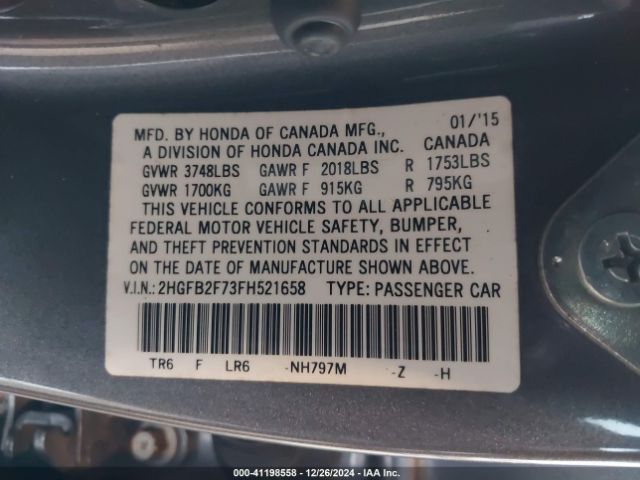 01/'15
MFD. BY HONDA OF CANADA MFG.,
A DIVISION OF HONDA CANADA INC. CANADA
GVWR 3748LBS GAWR F 2018LBS R 1753LBS
GVWR 1700KG GAWR F 915KG R 795KG
THIS VEHICLE CONFORMS TO ALL APPLICABLE
FEDERAL MOTOR VEHICLE SAFETY, BUMPER,
AND THEFT PREVENTION STANDARDS IN EFFECT
ON THE DATE OF MANUFACTURE SHOWN ABOVE.
V.I.N.: 2HGFB2F73FH521658 TYPE: PASSENGER CAR
TR6 F LR6 -NH797M -Z -H
000-41198558 - 12/26/2024 - IAA Inc.